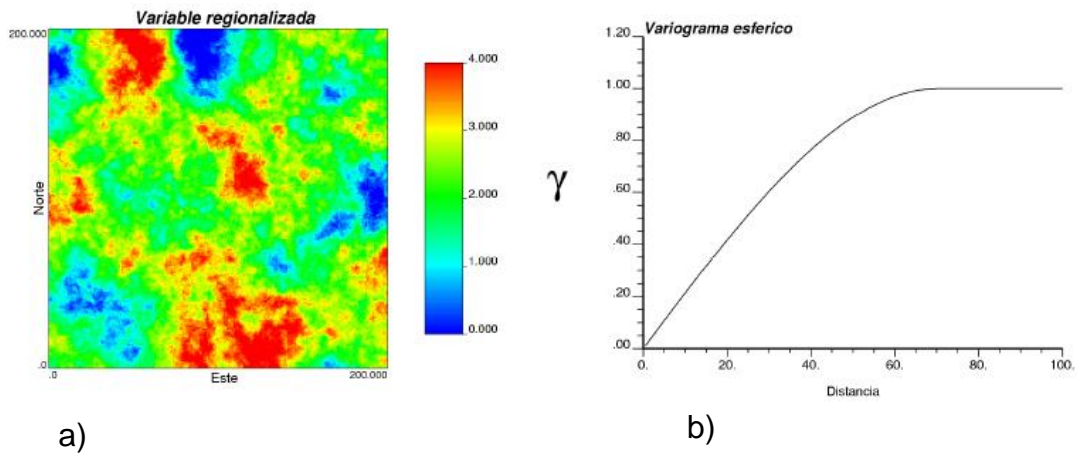 Variable regionalizada
200.000
Norte
.0
.0
Este
200.000
4.000
3.000
2.000
1.000
0.000
a)
γ
Variograma esferico
1.20
1.00
.80
.60
.40
.20
.00
0. 20. 40. 60. 80. 100.
Distancia
b)